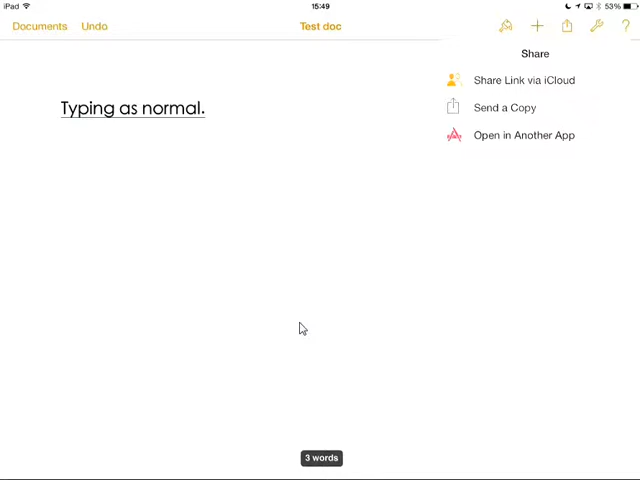 iPad 15:49 53%
Documents Undo Test doc ?
Share
Share Link via iCloud
Send a Copy
Open in Another App
Typing as normal.
3 words